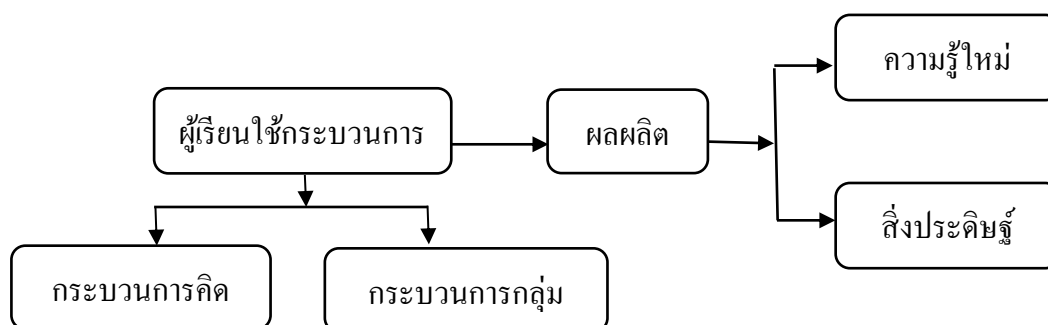 ความรู้ใหม่
ผู้เรียนใช้กระบวนการ
ผลผลิต
สิ่งประดิษฐ์
กระบวนการคิด
กระบวนการกลุ่ม